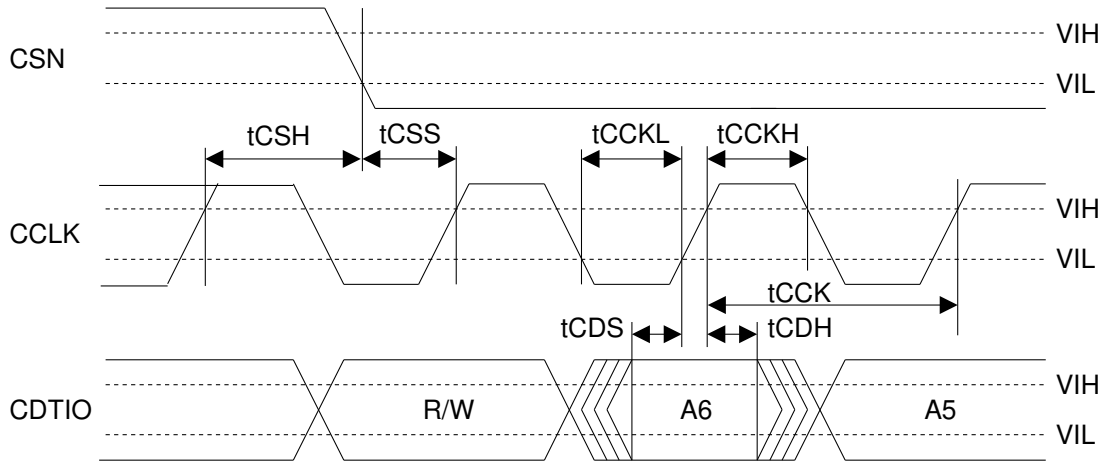 CSN
VIH
VIL
tCSH
tCSS
tCCKL
tCCKH
CCLK
VIH
VIL
tCCK
tCDS
tCDH
CDTIO
R/W
A6
A5
VIH
VIL